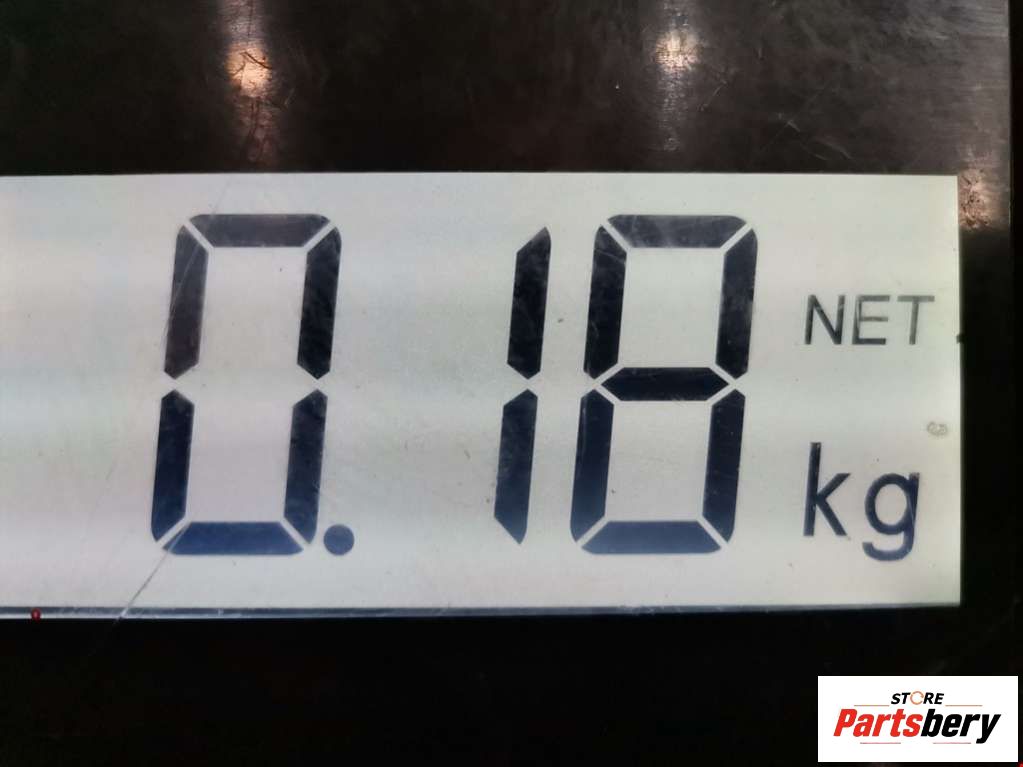 0.18
NET
kg
STORE
Partsbery